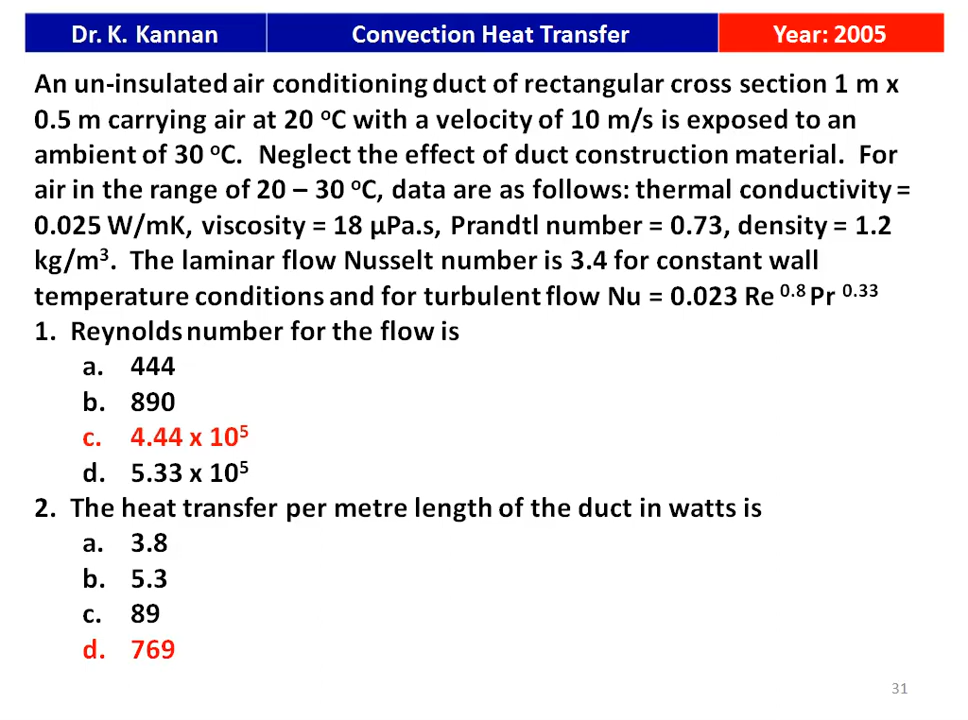 Dr. K. Kannan Convection Heat Transfer Year: 2005
An un-insulated air conditioning duct of rectangular cross section 1 m x
0.5 m carrying air at 20 ᵒC with a velocity of 10 m/s is exposed to an
ambient of 30 ᵒC. Neglect the effect of duct construction material. For
air in the range of 20 – 30 ᵒC, data are as follows: thermal conductivity =
0.025 W/mK, viscosity = 18 µPa.s, Prandtl number = 0.73, density = 1.2
kg/m³. The laminar flow Nusselt number is 3.4 for constant wall
temperature conditions and for turbulent flow Nu = 0.023 Re ⁰·⁸ Pr ⁰·³³
1. Reynolds number for the flow is
a. 444
b. 890
c. 4.44 x 10⁵
d. 5.33 x 10⁵
2. The heat transfer per metre length of the duct in watts is
a. 3.8
b. 5.3
c. 89
d. 769
31